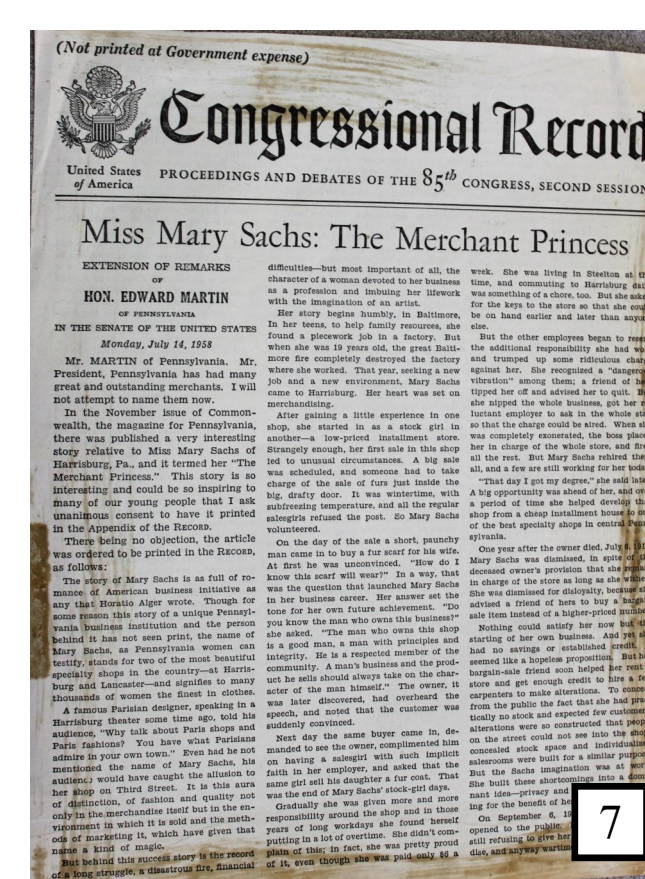 (Not printed at Government expense)
Congressional Record
United States
of America
PROCEEDINGS AND DEBATES OF THE 85th CONGRESS, SECOND SESSION
Miss Mary Sachs: The Merchant Princess
EXTENSION OF REMARKS
OF
HON. EDWARD MARTIN
OF PENNSYLVANIA
IN THE SENATE OF THE UNITED STATES
Monday, July 14, 1958
Mr. MARTIN of Pennsylvania. Mr.
President, Pennsylvania has had many
great and outstanding merchants. I will
not attempt to name them now.
In the November issue of Common-
wealth, the magazine for Pennsylvania,
there was published a very interesting
story relative to Miss Mary Sachs of
Harrisburg, Pa., and it termed her "The
Merchant Princess." This story is so
interesting and could be so inspiring to
many of our young people that I ask
unanimous consent to have it printed
in the Appendix of the RECORD.
There being no objection, the article
was ordered to be printed in the RECORD,
as follows:
The story of Mary Sachs is as full of ro-
mance of American business initiative as
any that Horatio Alger wrote. Though for
some reason this story of a unique Pennsyl-
vania business institution and the person
behind it has not seen print, the name of
Mary Sachs, as Pennsylvania women can
testify, stands for two of the most beautiful
specialty shops in the country—at Harris-
burg and Lancaster—and signifies to many
thousands of women the finest in clothes.
A famous Parisian designer, speaking in a
Harrisburg theater some time ago, told his
audience, "Why talk about Paris shops and
Paris fashions? You have what Parisians
admire in your own town." Even had he not
mentioned the name of Mary Sachs, his
audience would have caught the allusion to
her shop on Third Street. It is this aura
of distinction, of fashion and quality not
only in the merchandise itself but in the en-
vironment in which it is sold and the meth-
ods of marketing it, which have given that
name a kind of magic.
But behind this success story is the record
of a long struggle, a disastrous fire, financial
difficulties—but most important of all, the
character of a woman devoted to her business
as a profession and imbuing her lifework
with the imagination of an artist.
Her story begins humbly, in Baltimore,
In her teens, to help family resources, she
found a piecework job in a factory. But
when she was 19 years old, the great Balti-
more fire completely destroyed the factory
where she worked. That year, seeking a new
job and a new environment, Mary Sachs
came to Harrisburg. Her heart was set on
merchandising.
After gaining a little experience in one
shop, she started in as a stock girl in
another—a low-priced installment store.
Strangely enough, her first sale in this shop
led to unusual circumstances. A big sale
was scheduled, and someone had to take
charge of the sale of furs just inside the
big, drafty door. It was wintertime, with
subfreezing temperature, and all the regular
salesgirls refused the post. So Mary Sachs
volunteered.
On the day of the sale a short, paunchy
man came in to buy a fur scarf for his wife.
At first he was unconvinced. "How do I
know this scarf will wear?" In a way, that
was the question that launched Mary Sachs
in her business career. Her answer set the
tone for her own future achievement. "Do
you know the man who owns this business?"
she asked. "The man who owns this shop
is a good man, a man with principles and
integrity. He is a respected member of the
community. A man's business and the prod-
uct he sells should always take on the char-
acter of the man himself." The owner, it
was later discovered, had overheard the
speech, and noted that the customer was
suddenly convinced.
Next day the same buyer came in, de-
manded to see the owner, complimented him
on having a salesgirl with such implicit
faith in her employer, and asked that the
same girl sell his daughter a fur coat. That
was the end of Mary Sachs' stock-girl days.
Gradually she was given more and more
responsibility around the shop and in those
years of long workdays she found herself
putting in a lot of overtime. She didn't com-
plain of this; in fact, she was pretty proud
of it, even though she was paid only $6 a
week. She was living in Steelton at
time, and commuting to Harrisburg
was something of a chore, too. But she
for the keys to the store so that she
be on hand earlier and later than
else.
But the other employees began to
the additional responsibility she had
and trumped up some ridiculous
against her. She recognized a
vibration" among them; a friend of
tipped her off and advised her to quit.
she nipped the whole business, got her
luctant employer to ask in the whole
so that the charge could be aired. When
was completely exonerated, the boss
her in charge of the whole store, and
all the rest. But Mary Sachs rehired
all, and a few are still working for her
"That day I got my degree," she said
A big opportunity was ahead of her, and
a period of time she helped develop
shop from a cheap installment house to
of the best specialty shops in central
sylvania.
One year after the owner died, July
Mary Sachs was dismissed, in spite of
deceased owner's provision that she
in charge of the store as long as she
She was dismissed for disloyalty, because
advised a friend of hers to buy a
sale item instead of a higher-priced
Nothing could satisfy her now but
starting of her own business. And yet
had no savings or established credit.
seemed like a hopeless proposition. But
bargain-sale friend soon helped her rent
store and get enough credit to hire a
carpenters to make alterations. To
from the public the fact that she had
tically no stock and expected few
alterations were so constructed that
on the street could not see into the
concealed stock space and
salesrooms were built for a similar
But the Sachs imagination was at
She built these shortcomings into a
nant idea—privacy and
ing for the benefit of
On September 6,
opened to the public,
still refusing to give her
dise, and anyway
7